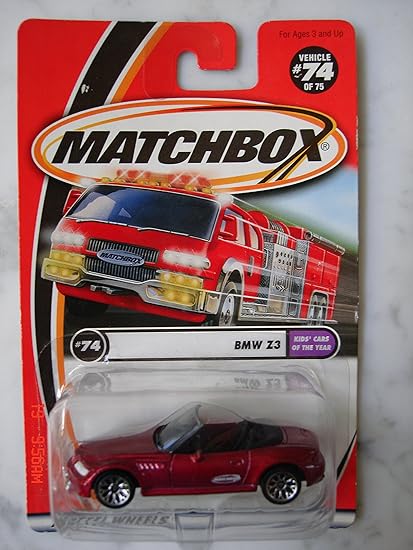 For Ages 3 and Up
VEHICLE
#74
OF 75
MATCHBOX®
MATCHBOX
#74
BMW Z3
KIDS' CARS
OF THE YEAR
WHEELS